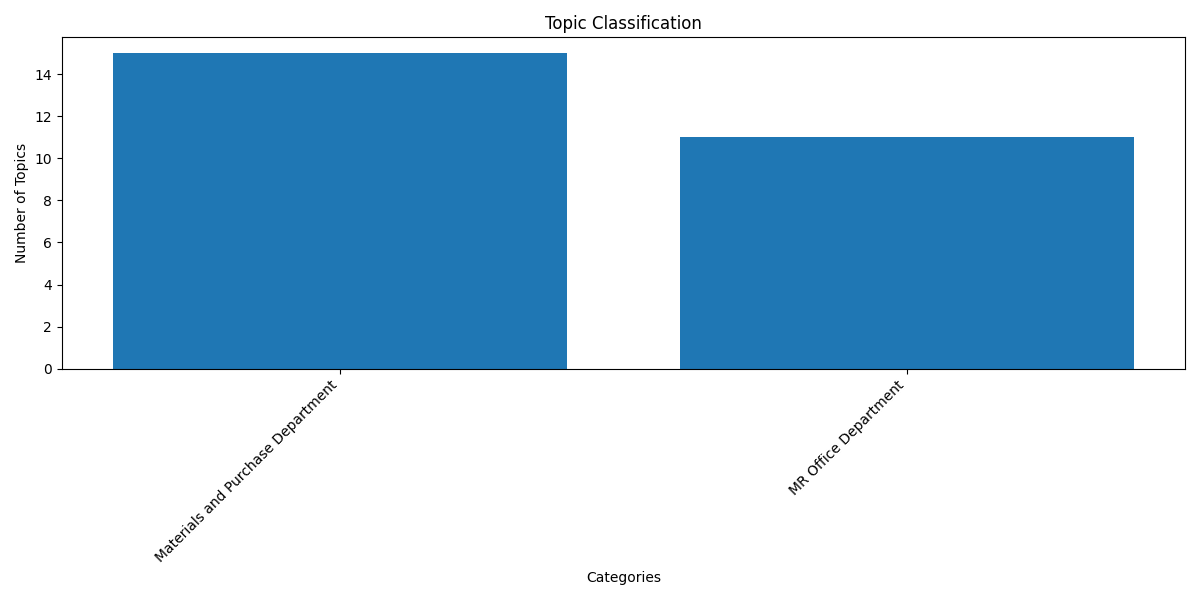 Topic Classification
Number of Topics
14
12
10
8
6
4
2
0
Materials and Purchase Department
MR Office Department
Categories